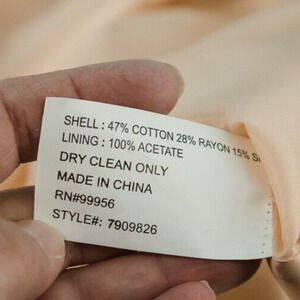 SHELL : 47% COTTON 28% RAYON 15%
LINING : 100% ACETATE
DRY CLEAN ONLY
MADE IN CHINA
RN#99956
STYLE#: 7909826